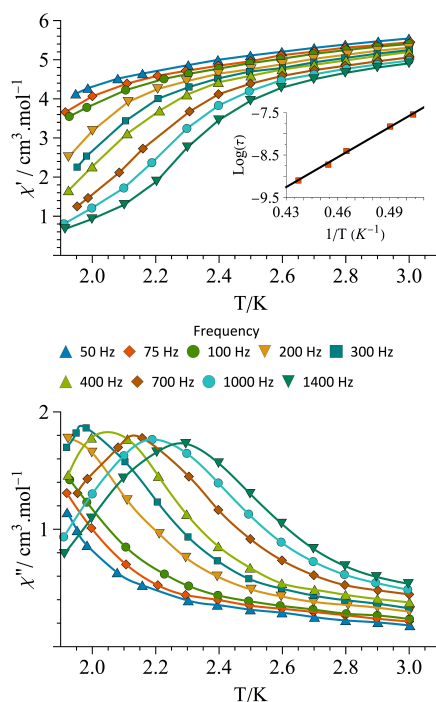 χ′ / cm³.mol⁻¹
6
5
4
3
2
1
2.0 2.2 2.4 2.6 2.8 3.0
T/K
Log(τ)
-7.5
-8.5
-9.5
0.43 0.46 0.49
1/T (K⁻¹)
Frequency
50 Hz 75 Hz 100 Hz 200 Hz 300 Hz
400 Hz 700 Hz 1000 Hz 1400 Hz
χ″/ cm³.mol⁻¹
2
1
2.0 2.2 2.4 2.6 2.8 3.0
T/K